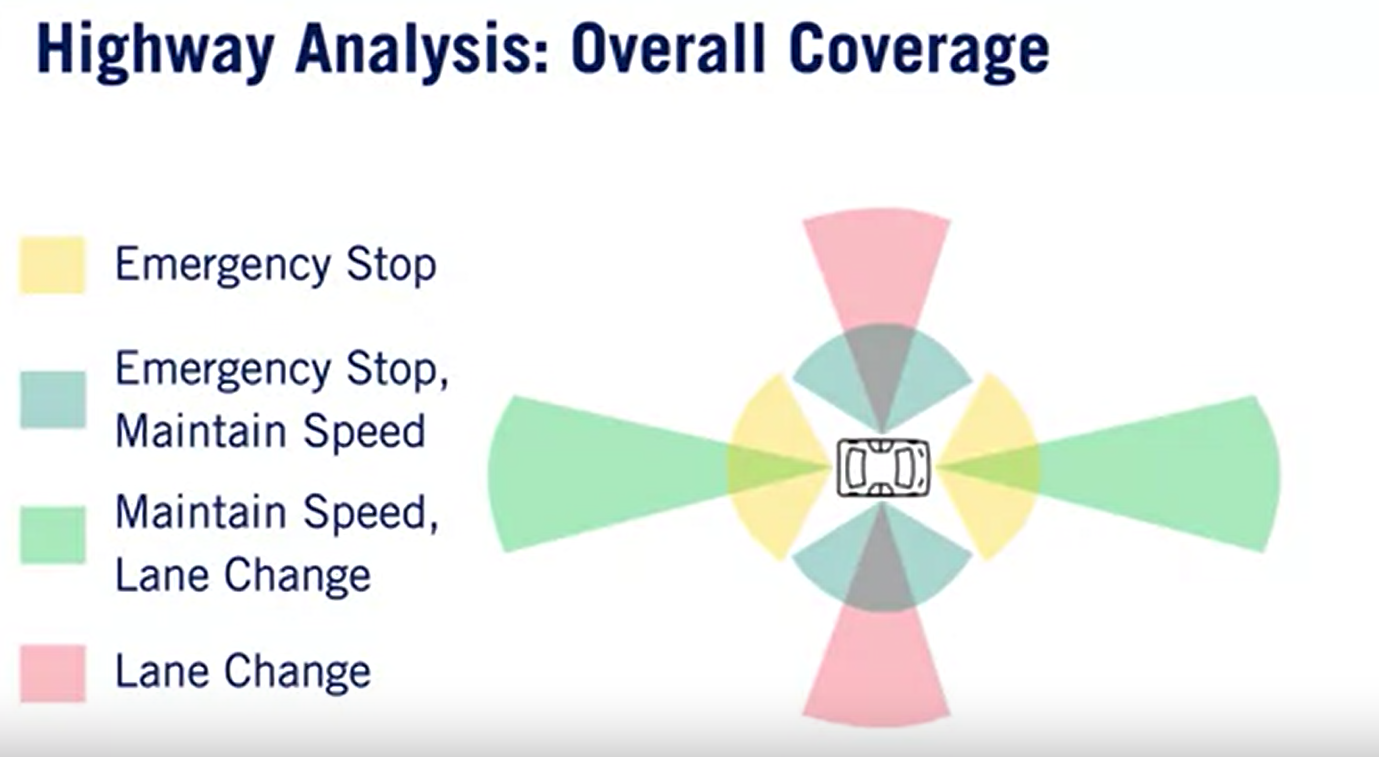 Highway Analysis: Overall Coverage
Emergency Stop
Emergency Stop,
Maintain Speed
Maintain Speed,
Lane Change
Lane Change